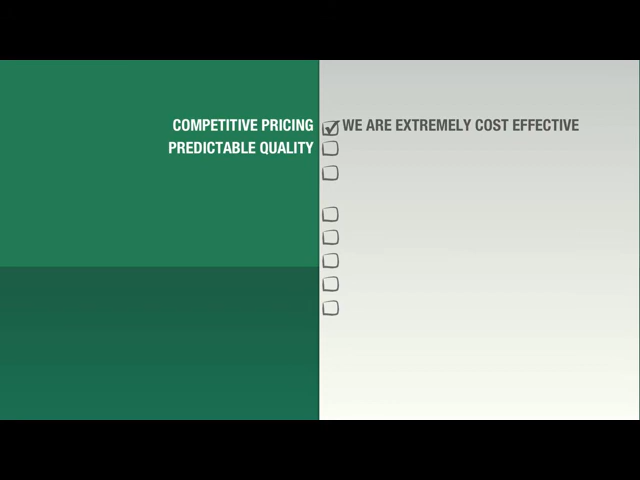 COMPETITIVE PRICING WE ARE EXTREMELY COST EFFECTIVE
PREDICTABLE QUALITY